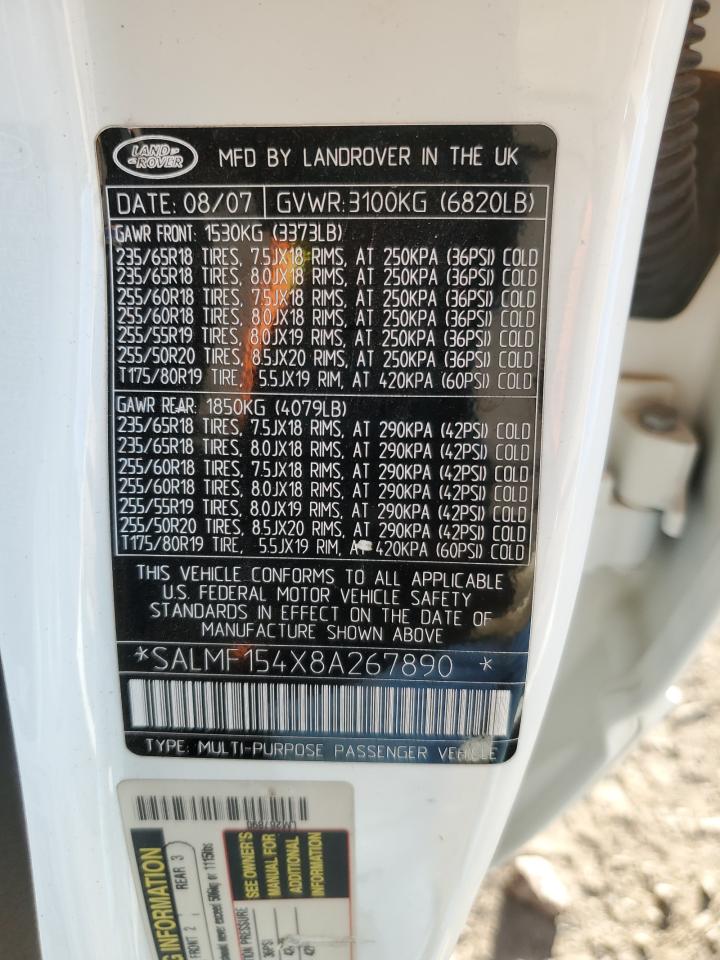 LAND
ROVER
MFD BY LANDROVER IN THE UK
DATE: 08/07 GVWR: 3100KG (6820LB)
GAWR FRONT: 1530KG (3373LB)
235/65R18 TIRES, 7.5JX18 RIMS, AT 250KPA (36PSI) COLD
235/65R18 TIRES, 8.0JX18 RIMS, AT 250KPA (36PSI) COLD
255/60R18 TIRES, 7.5JX18 RIMS, AT 250KPA (36PSI) COLD
255/60R18 TIRES, 8.0JX18 RIMS, AT 250KPA (36PSI) COLD
255/55R19 TIRES, 8.0JX19 RIMS, AT 250KPA (36PSI) COLD
255/50R20 TIRES, 8.5JX20 RIMS, AT 250KPA (36PSI) COLD
T175/80R19 TIRE, 5.5JX19 RIM, AT 420KPA (60PSI) COLD
GAWR REAR: 1850KG (4079LB)
235/65R18 TIRES, 7.5JX18 RIMS, AT 290KPA (42PSI) COLD
235/65R18 TIRES, 8.0JX18 RIMS, AT 290KPA (42PSI) COLD
255/60R18 TIRES, 7.5JX18 RIMS, AT 290KPA (42PSI) COLD
255/60R18 TIRES, 8.0JX18 RIMS, AT 290KPA (42PSI) COLD
255/55R19 TIRES, 8.0JX19 RIMS, AT 290KPA (42PSI) COLD
255/50R20 TIRES, 8.5JX20 RIMS, AT 290KPA (42PSI) COLD
T175/80R19 TIRE, 5.5JX19 RIM, AT 420KPA (60PSI) COLD
THIS VEHICLE CONFORMS TO ALL APPLICABLE
U.S. FEDERAL MOTOR VEHICLE SAFETY
STANDARDS IN EFFECT ON THE DATE OF
MANUFACTURE SHOWN ABOVE
*SALMF154X8A267890 *
TYPE: MULTI-PURPOSE PASSENGER VEHICLE
INFORMATION
FRONT 2
REAR 3
never exceed
or 1115lbs
SEE OWNER'S
MANUAL FOR
ADDITIONAL
INFORMATION
PRESSURE
36PSI